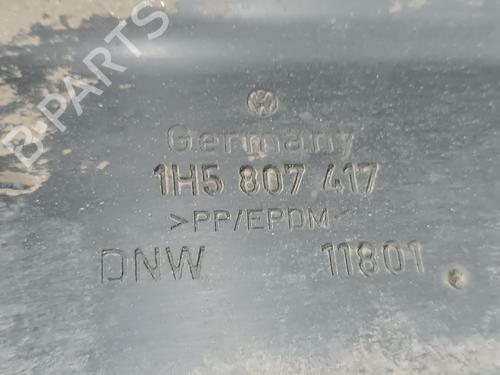 B-PARTS
Germany
1H5 807 417
>PP/EPDM<
DNW 11801